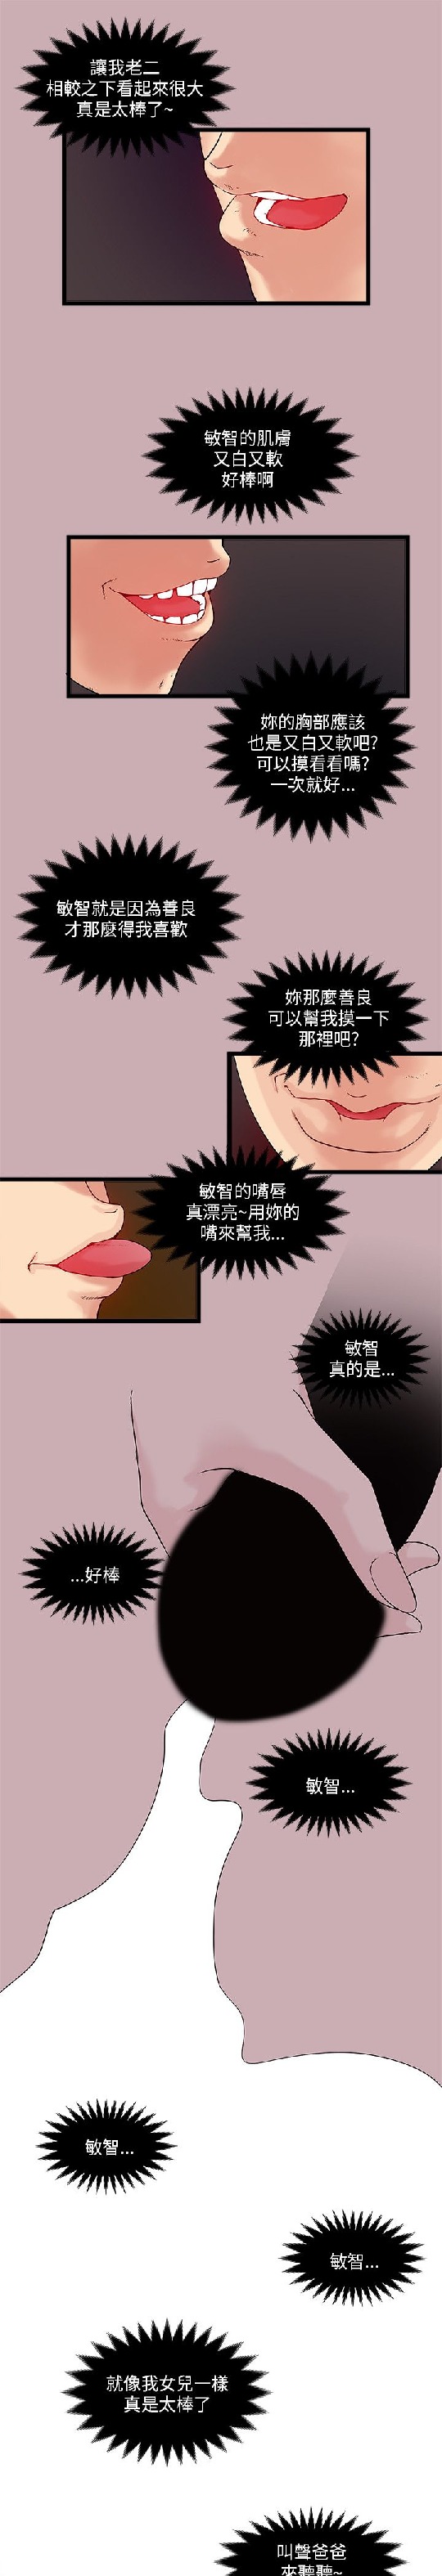 讓我老二
相較之下看起來很大
真是太棒了~
敏智的肌膚
又白又軟
好棒啊
妳的胸部應該
也是又白又軟吧?
可以摸看看嗎?
一次就好...
敏智就是因為善良
才那麼得我喜歡
妳那麼善良
可以幫我摸一下
那裡吧?
敏智的嘴唇
真漂亮~用妳的
嘴來幫我...
敏智
真的是...
...好棒
敏智...
敏智...
敏智...
就像我女兒一樣
真是太棒了
叫聲爸爸
來聽聽~